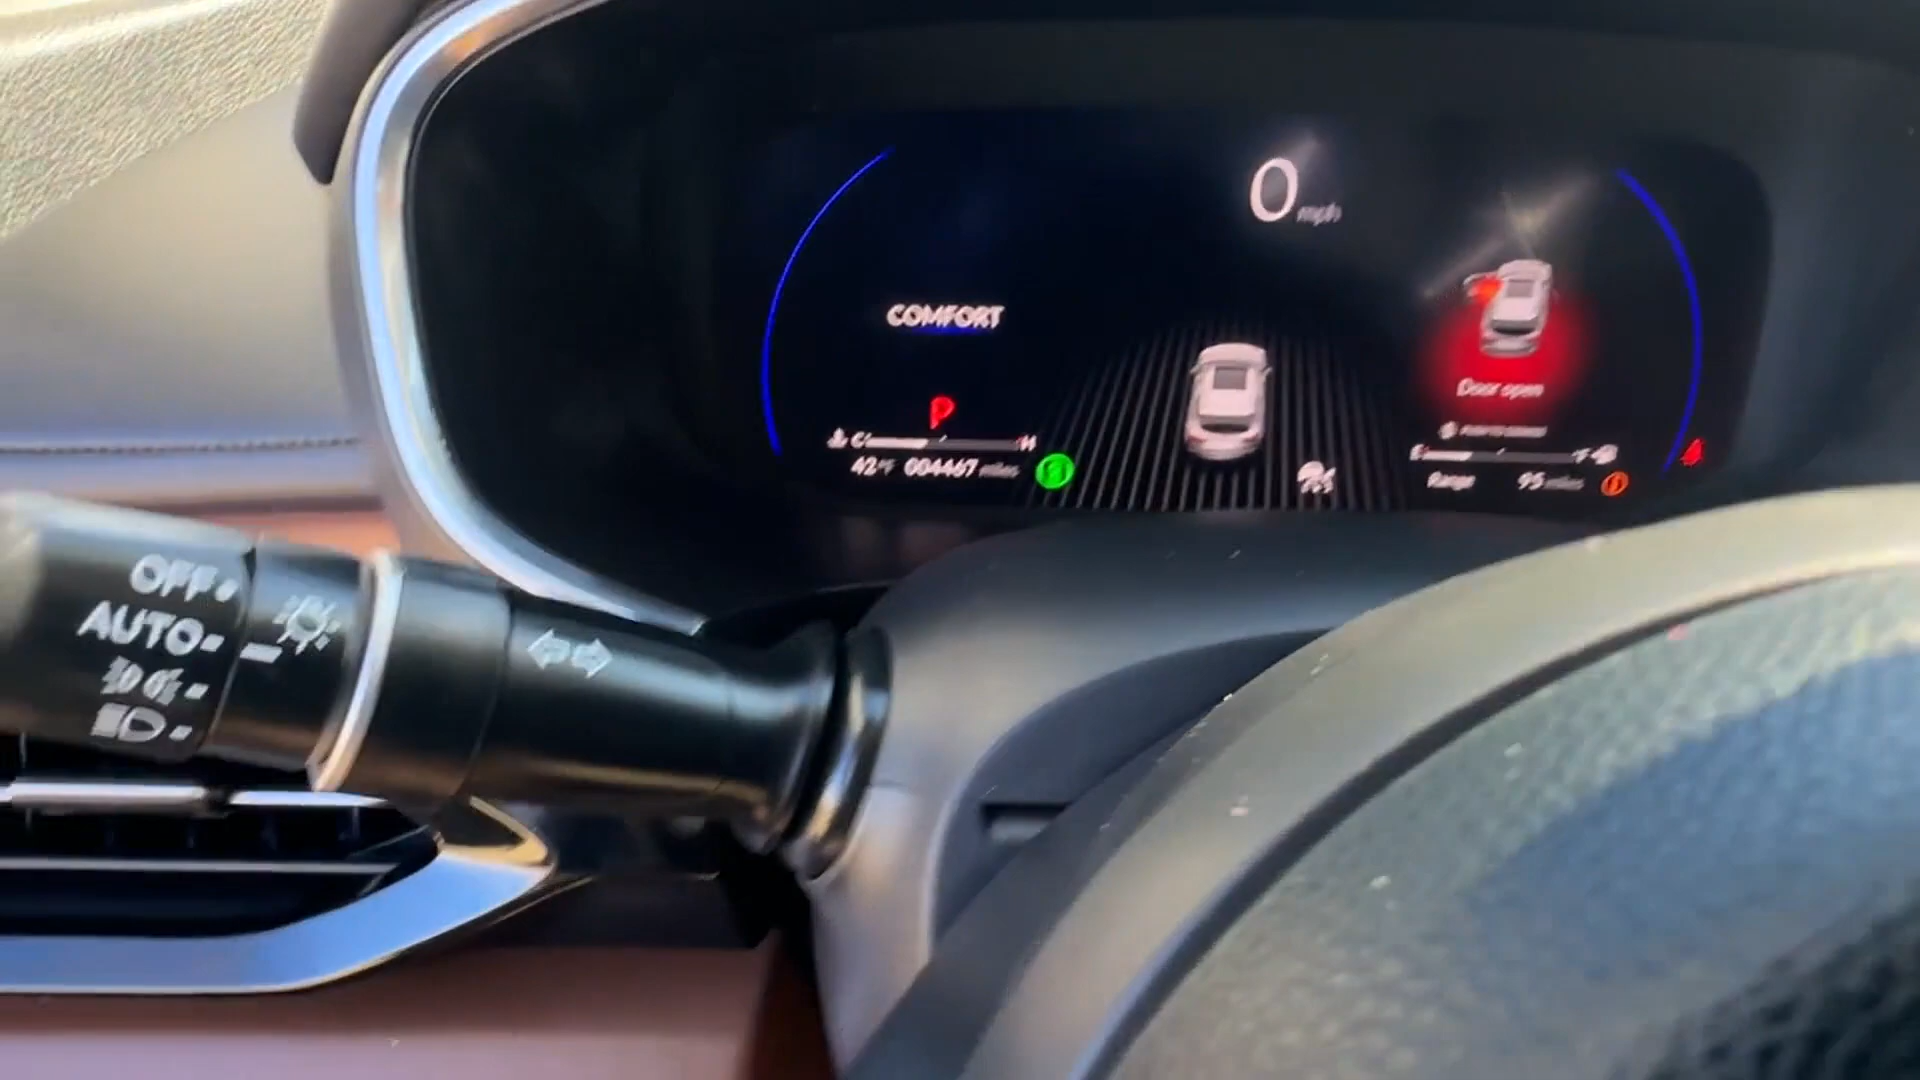 0 mph
COMFORT
P
Door open
C H
E F
42°F 004467 miles
Range 95 miles
OFF
AUTO